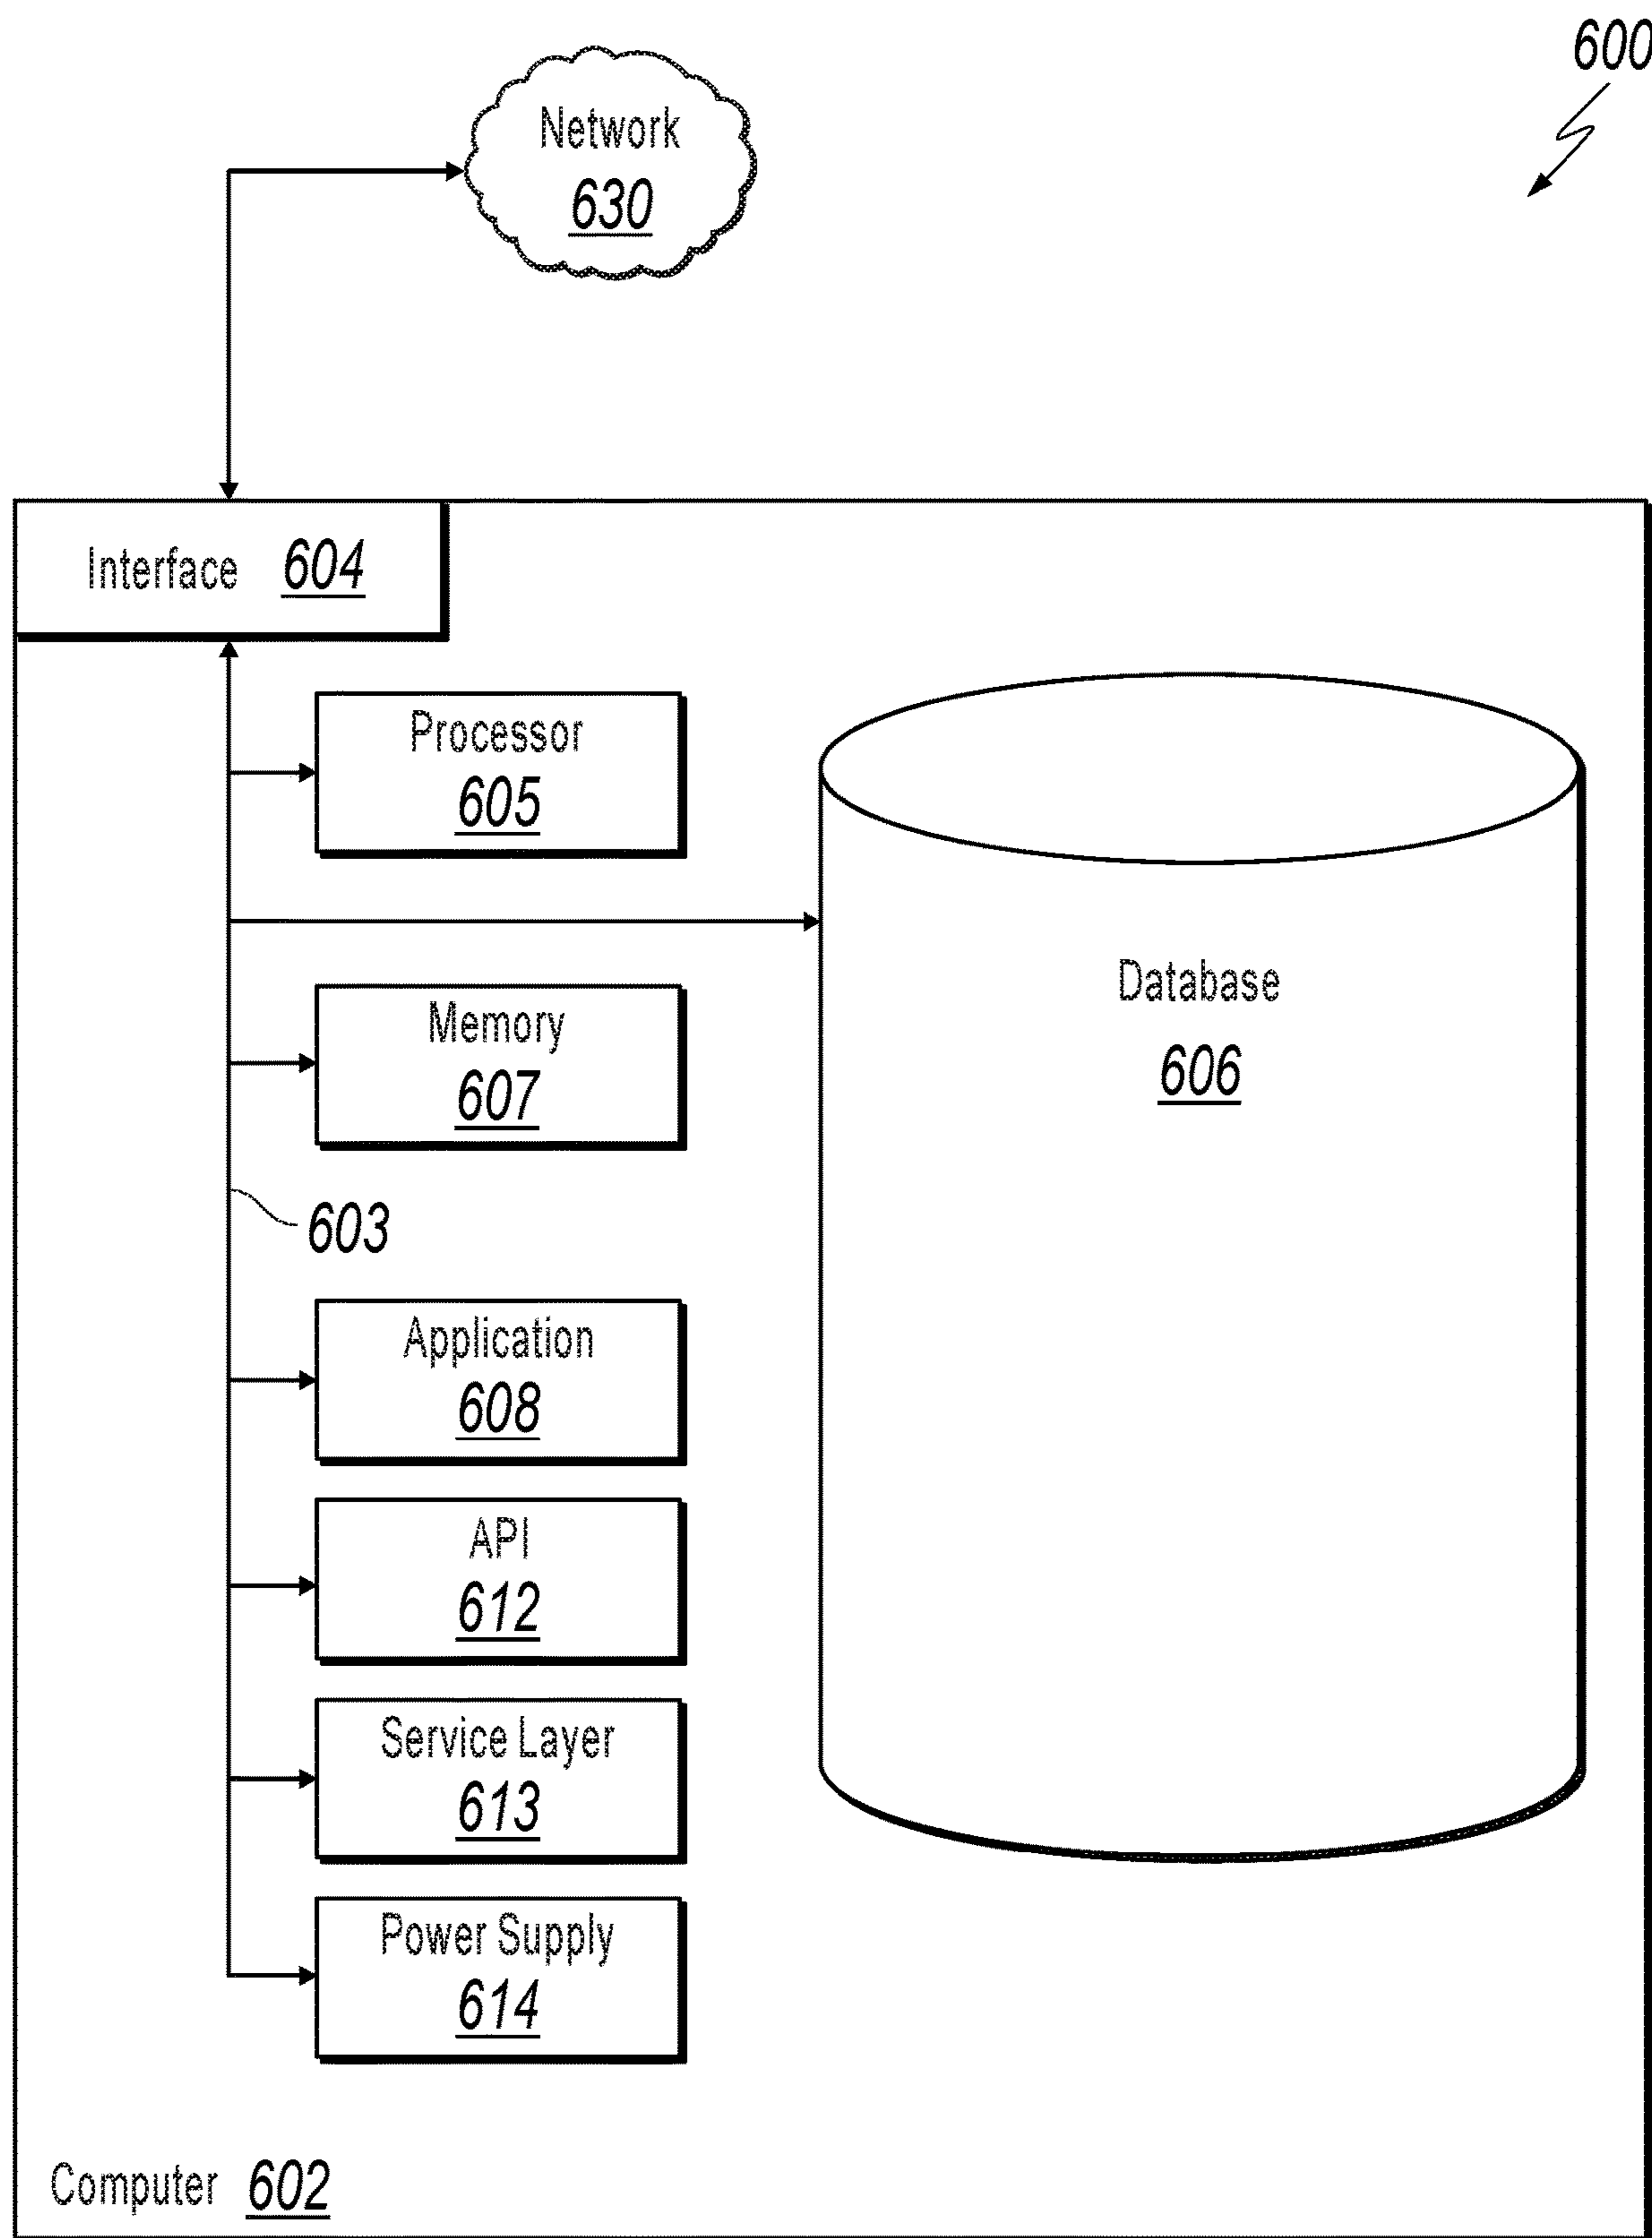 600
Network
630
Interface 604
Processor
605
Database
606
Memory
607
603
Application
608
API
612
Service Layer
613
Power Supply
614
Computer 602